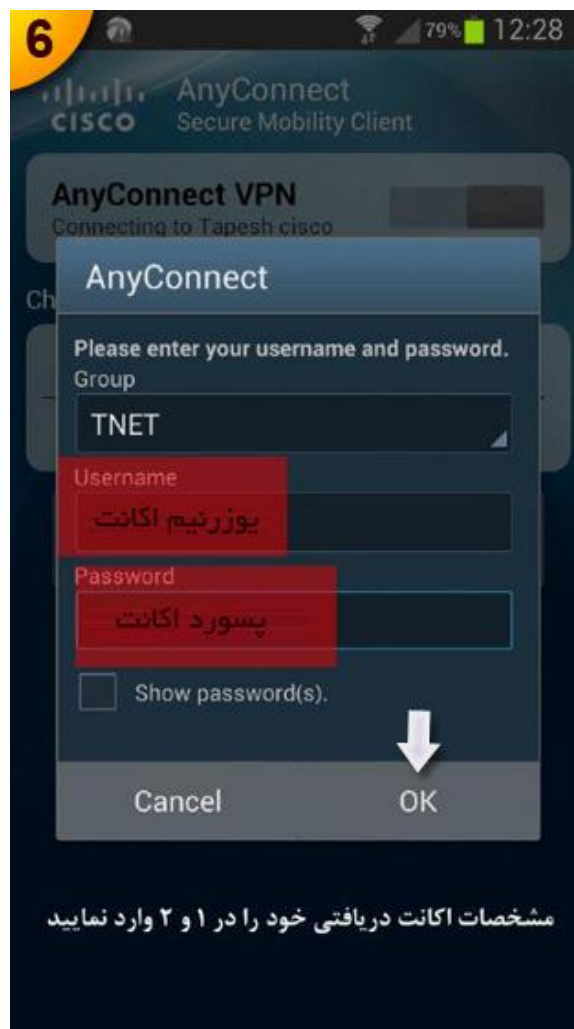 6
79% 12:28
AnyConnect
CISCO Secure Mobility Client
AnyConnect VPN
Connecting to Tapesh cisco
Ch
AnyConnect
Please enter your username and password.
Group
TNET
Username
یوزرنیم اکانت
Password
پسورد اکانت
Show password(s).
Cancel OK
مشخصات اکانت دریافتی خود را در ۱ و ۲ وارد نمایید